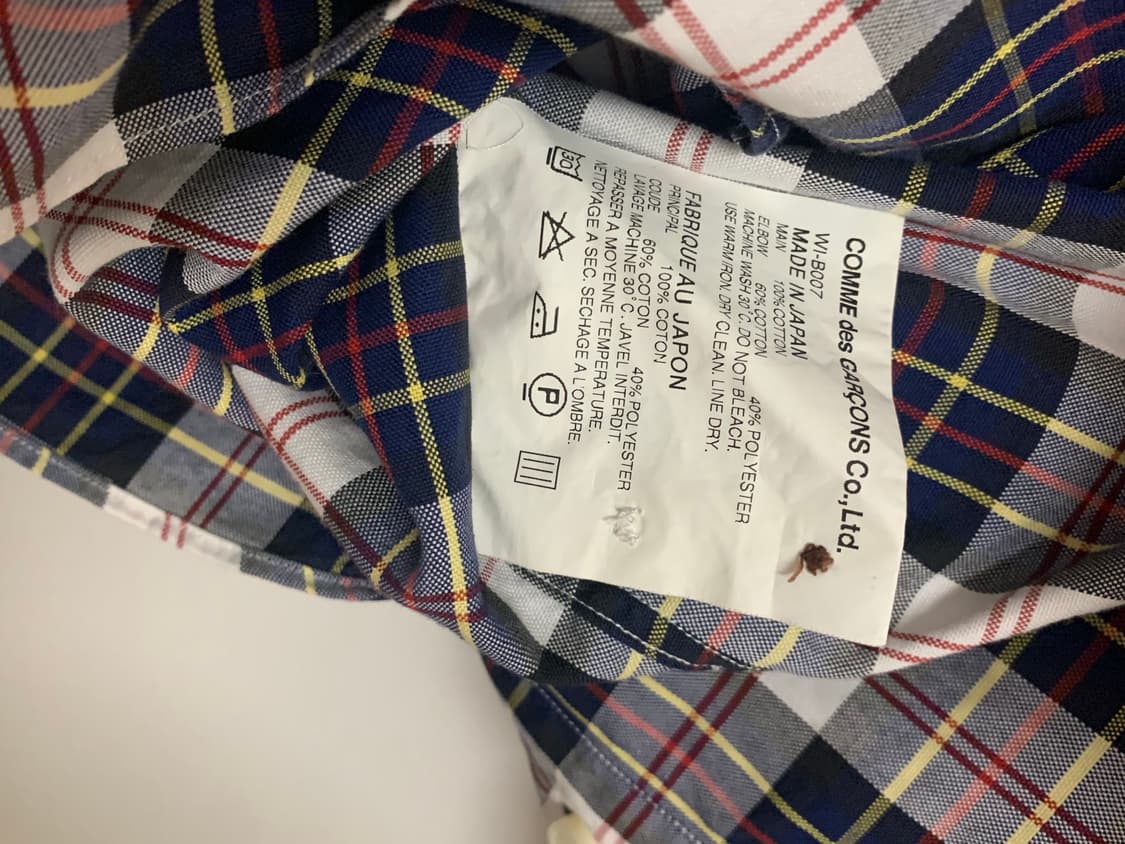 COMME des GARÇONS Co.,Ltd.
WI-B007
MADE IN JAPAN
MAIN 100% COTTON
ELBOW 60% COTTON 40% POLYESTER
MACHINE WASH 30°C. DO NOT BLEACH.
USE WARM IRON. DRY CLEAN. LINE DRY.
FABRIQUE AU JAPON
PRINCIPAL 100% COTON
COUDE 60% COTON 40% POLYESTER
LAVAGE MACHINE 30°C. JAVEL INTERDIT.
REPASSER A MOYENNE TEMPERATURE.
NETTOYAGE A SEC. SECHAGE A L'OMBRE.
30
P